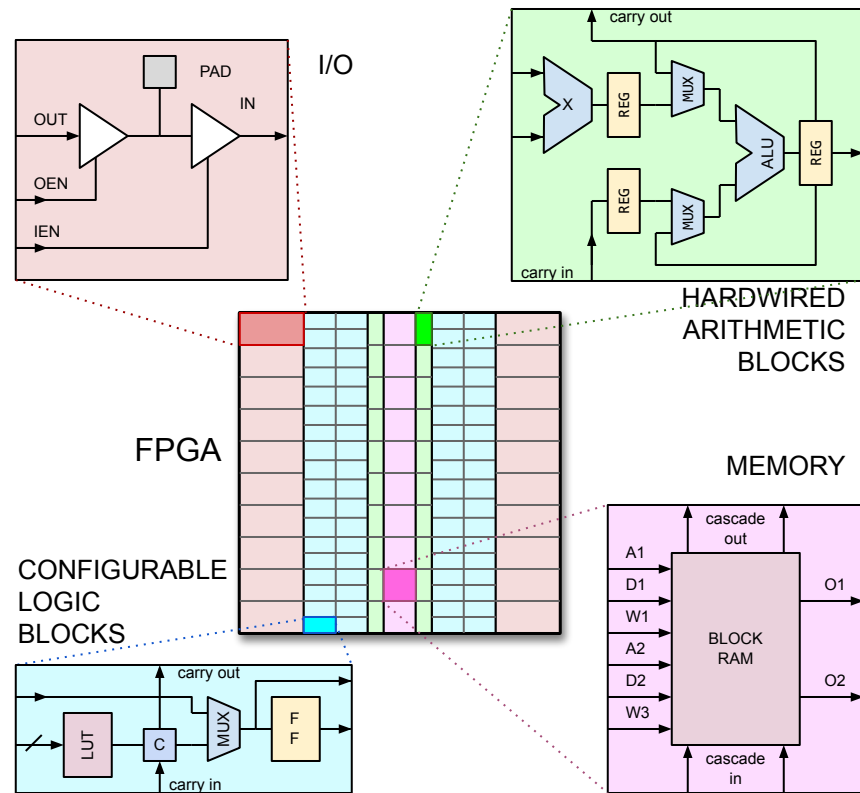 I/O
PAD
IN
OUT
OEN
IEN
carry out
X
REG
MUX
ALU
REG
REG
MUX
carry in
HARDWIRED
ARITHMETIC
BLOCKS
FPGA
MEMORY
cascade
out
A1
D1
W1
A2
D2
W3
BLOCK
RAM
O1
O2
cascade
in
CONFIGURABLE
LOGIC
BLOCKS
carry out
LUT
C
MUX
F
F
carry in